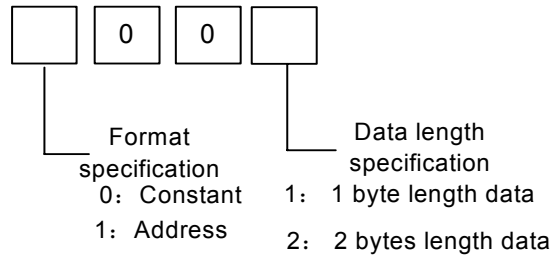 0 0
Format
specification
0：Constant
1：Address
Data length
specification
1： 1 byte length data
2： 2 bytes length data